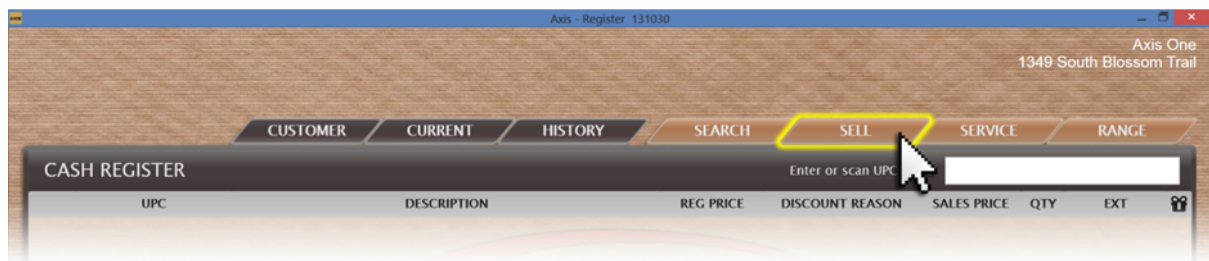 Axis - Register 131030
Axis One
1349 South Blossom Trail
CUSTOMER CURRENT HISTORY SEARCH SELL SERVICE RANGE
CASH REGISTER Enter or scan UPC
UPC DESCRIPTION REG PRICE DISCOUNT REASON SALES PRICE QTY EXT